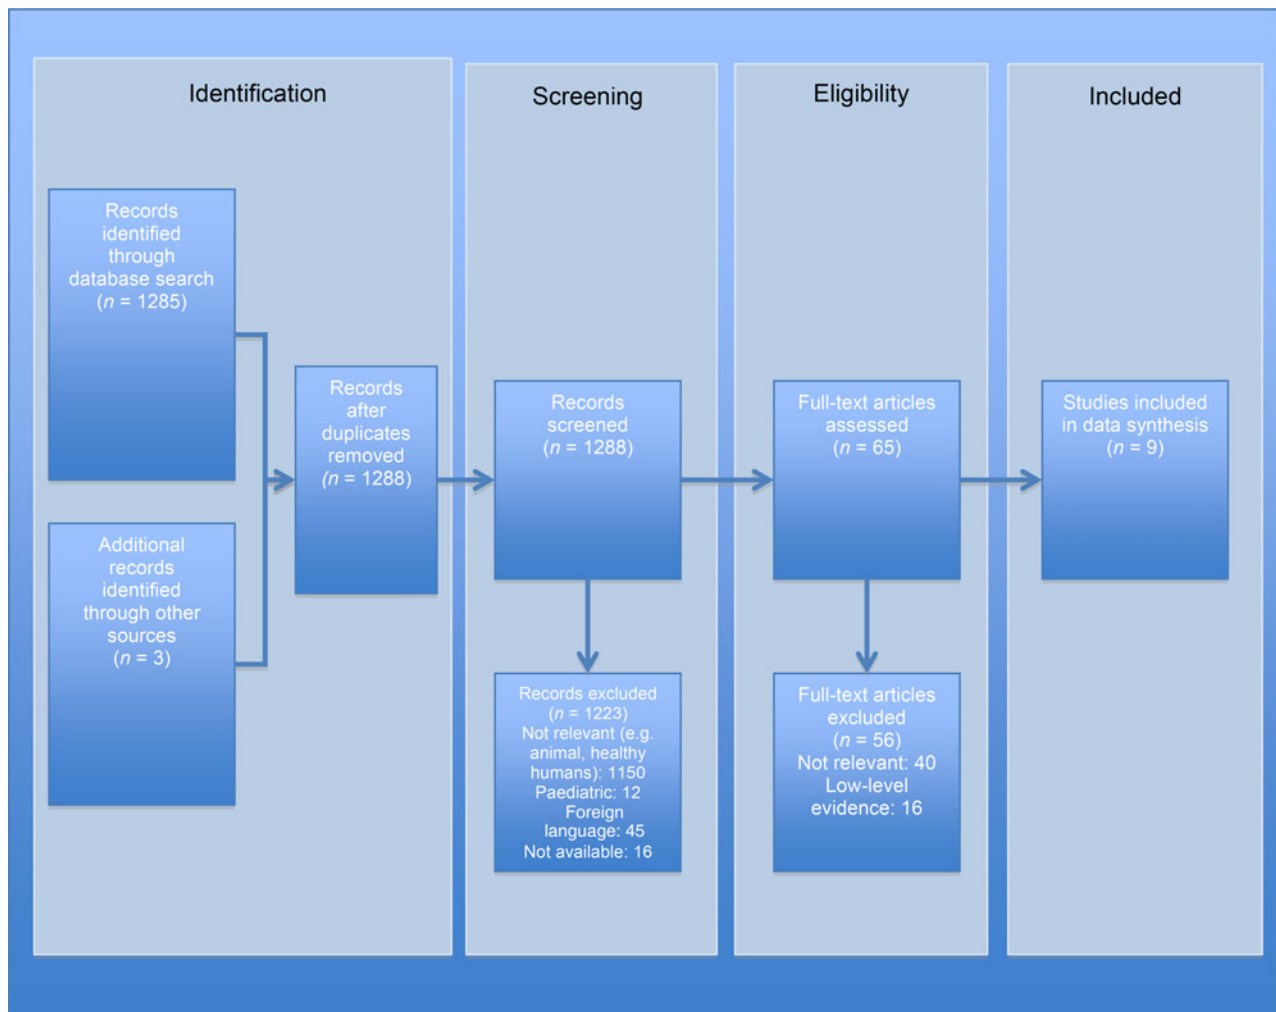 Identification
Records
identified
through
database search
(n = 1285)
Additional
records
identified
through other
sources
(n = 3)
Records
after
duplicates
removed
(n = 1288)
Screening
Records
screened
(n = 1288)
Records excluded
(n = 1223)
Not relevant (e.g.
animal, healthy
humans): 1150
Paediatric: 12
Foreign
language: 45
Not available: 16
Eligibility
Full-text articles
assessed
(n = 65)
Full-text articles
excluded
(n = 56)
Not relevant: 40
Low-level
evidence: 16
Included
Studies included
in data synthesis
(n = 9)